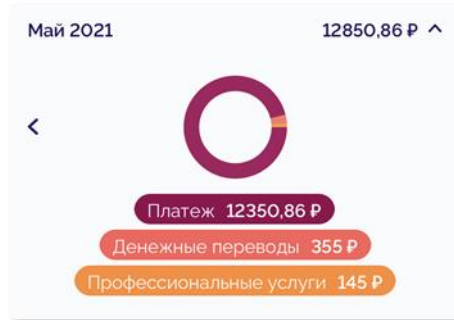 Май 2021 12850,86 ₽
Платеж 12350,86 ₽
Денежные переводы 355 ₽
Профессиональные услуги 145 ₽